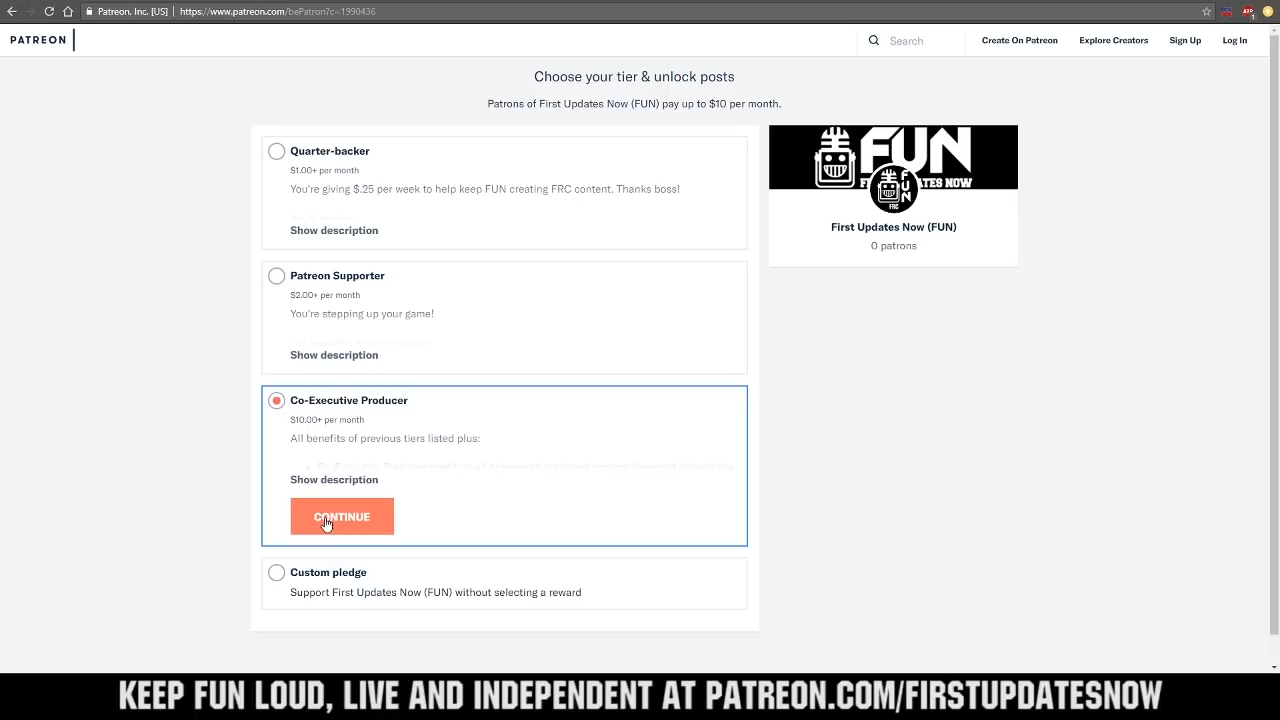 Patreon, Inc. [US] | https://www.patreon.com/bePatron?c=1990436
PATREON
Search
Create On Patreon
Explore Creators
Sign Up
Log In
Choose your tier & unlock posts
Patrons of First Updates Now (FUN) pay up to $10 per month.
Quarter-backer
$1.00+ per month
You're giving $.25 per week to help keep FUN creating FRC content. Thanks boss!
Show description
Patreon Supporter
$2.00+ per month
You're stepping up your game!
Show description
Co-Executive Producer
$10.00+ per month
All benefits of previous tiers listed plus:
Show description
CONTINUE
Custom pledge
Support First Updates Now (FUN) without selecting a reward
FUN
FUN
FRC
First Updates Now (FUN)
0 patrons
KEEP FUN LOUD, LIVE AND INDEPENDENT AT PATREON.COM/FIRSTUPDATESNOW